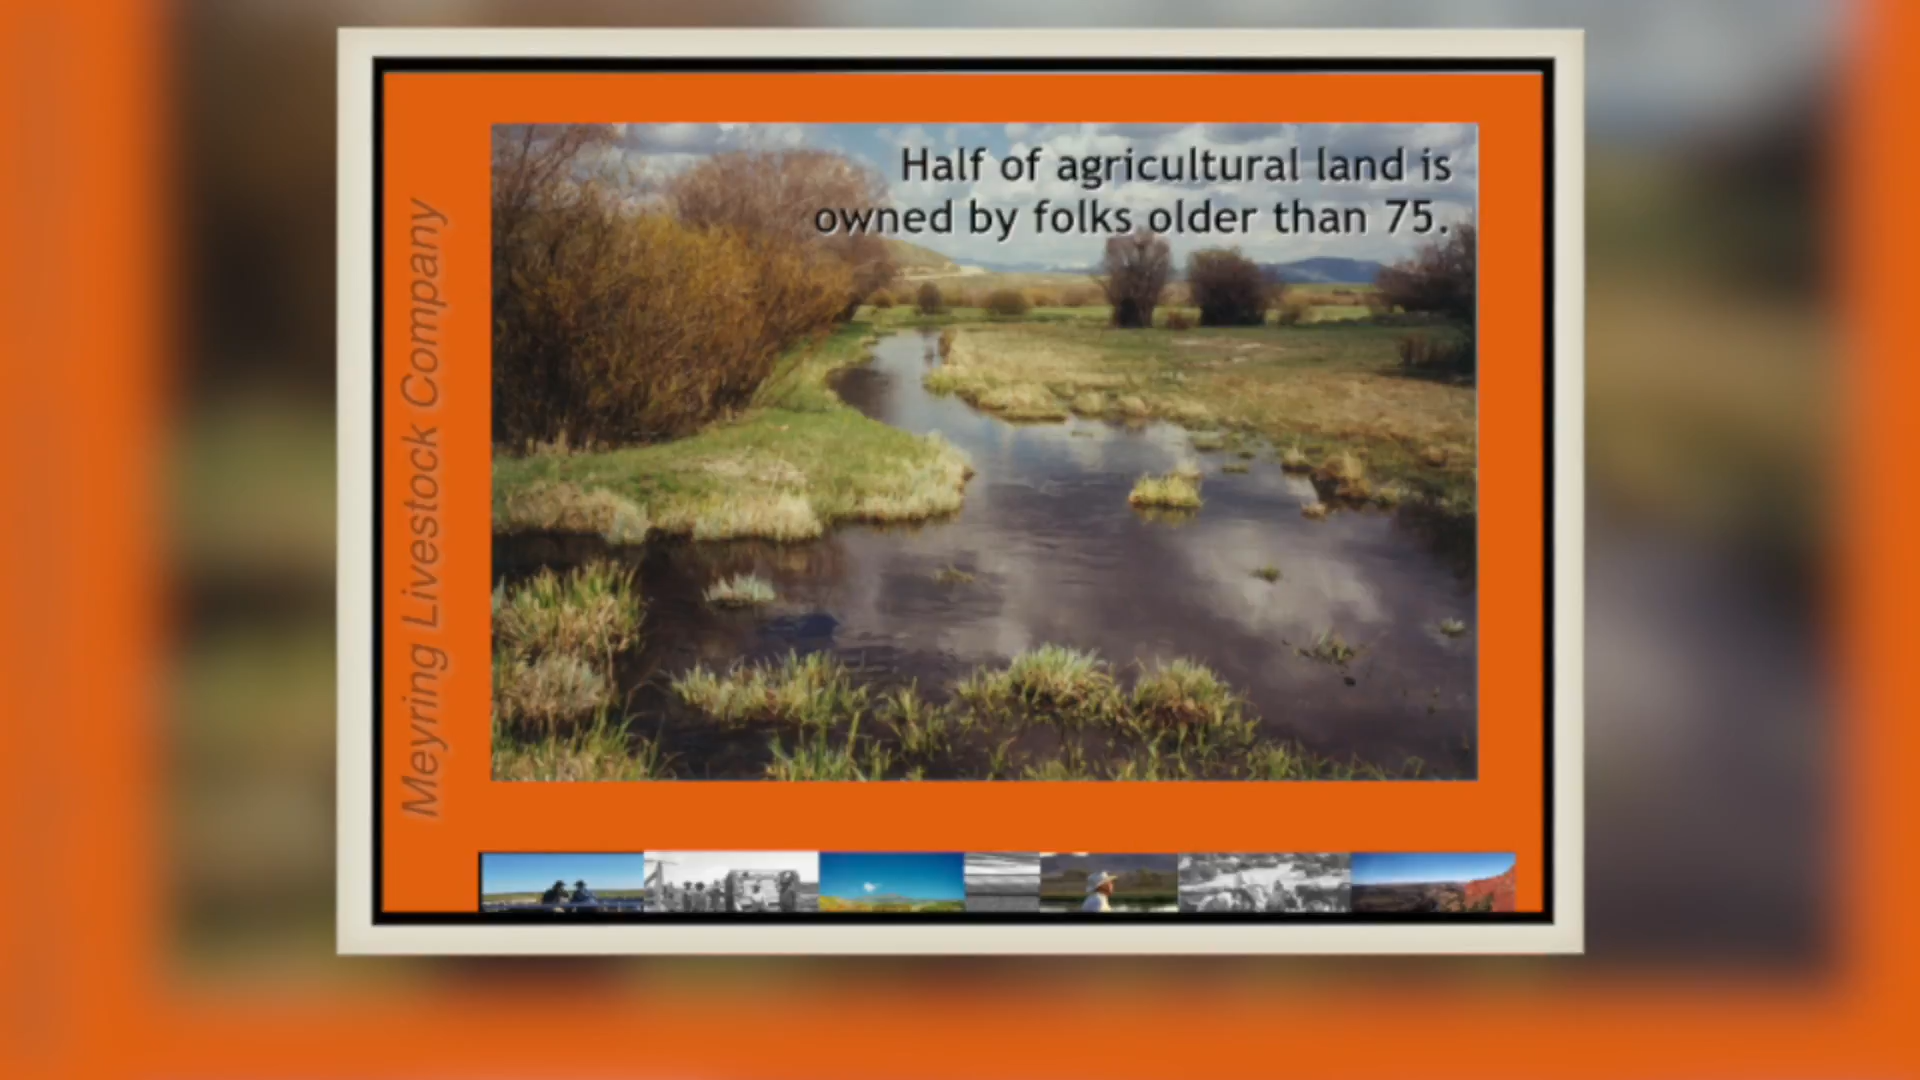 Half of agricultural land is
owned by folks older than 75.
Meyring Livestock Company